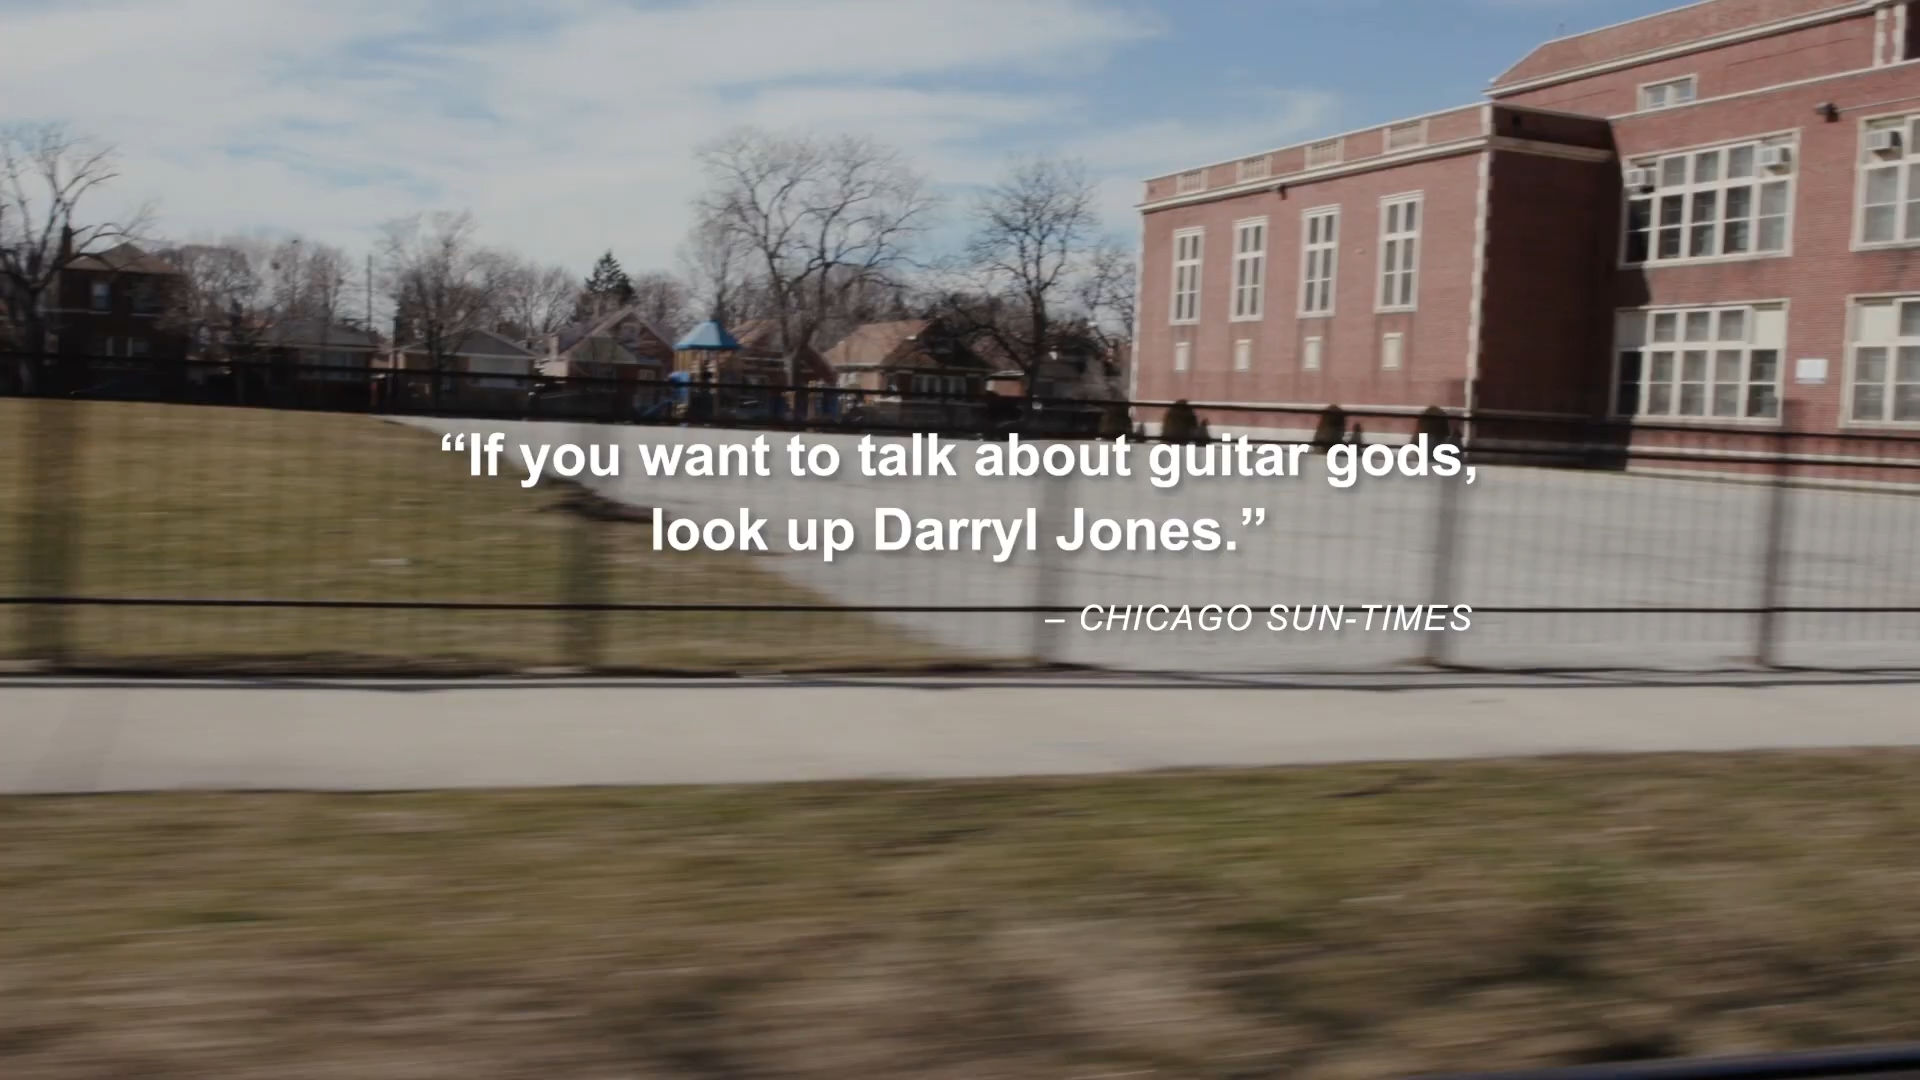 “If you want to talk about guitar gods,
look up Darryl Jones.”
– CHICAGO SUN-TIMES